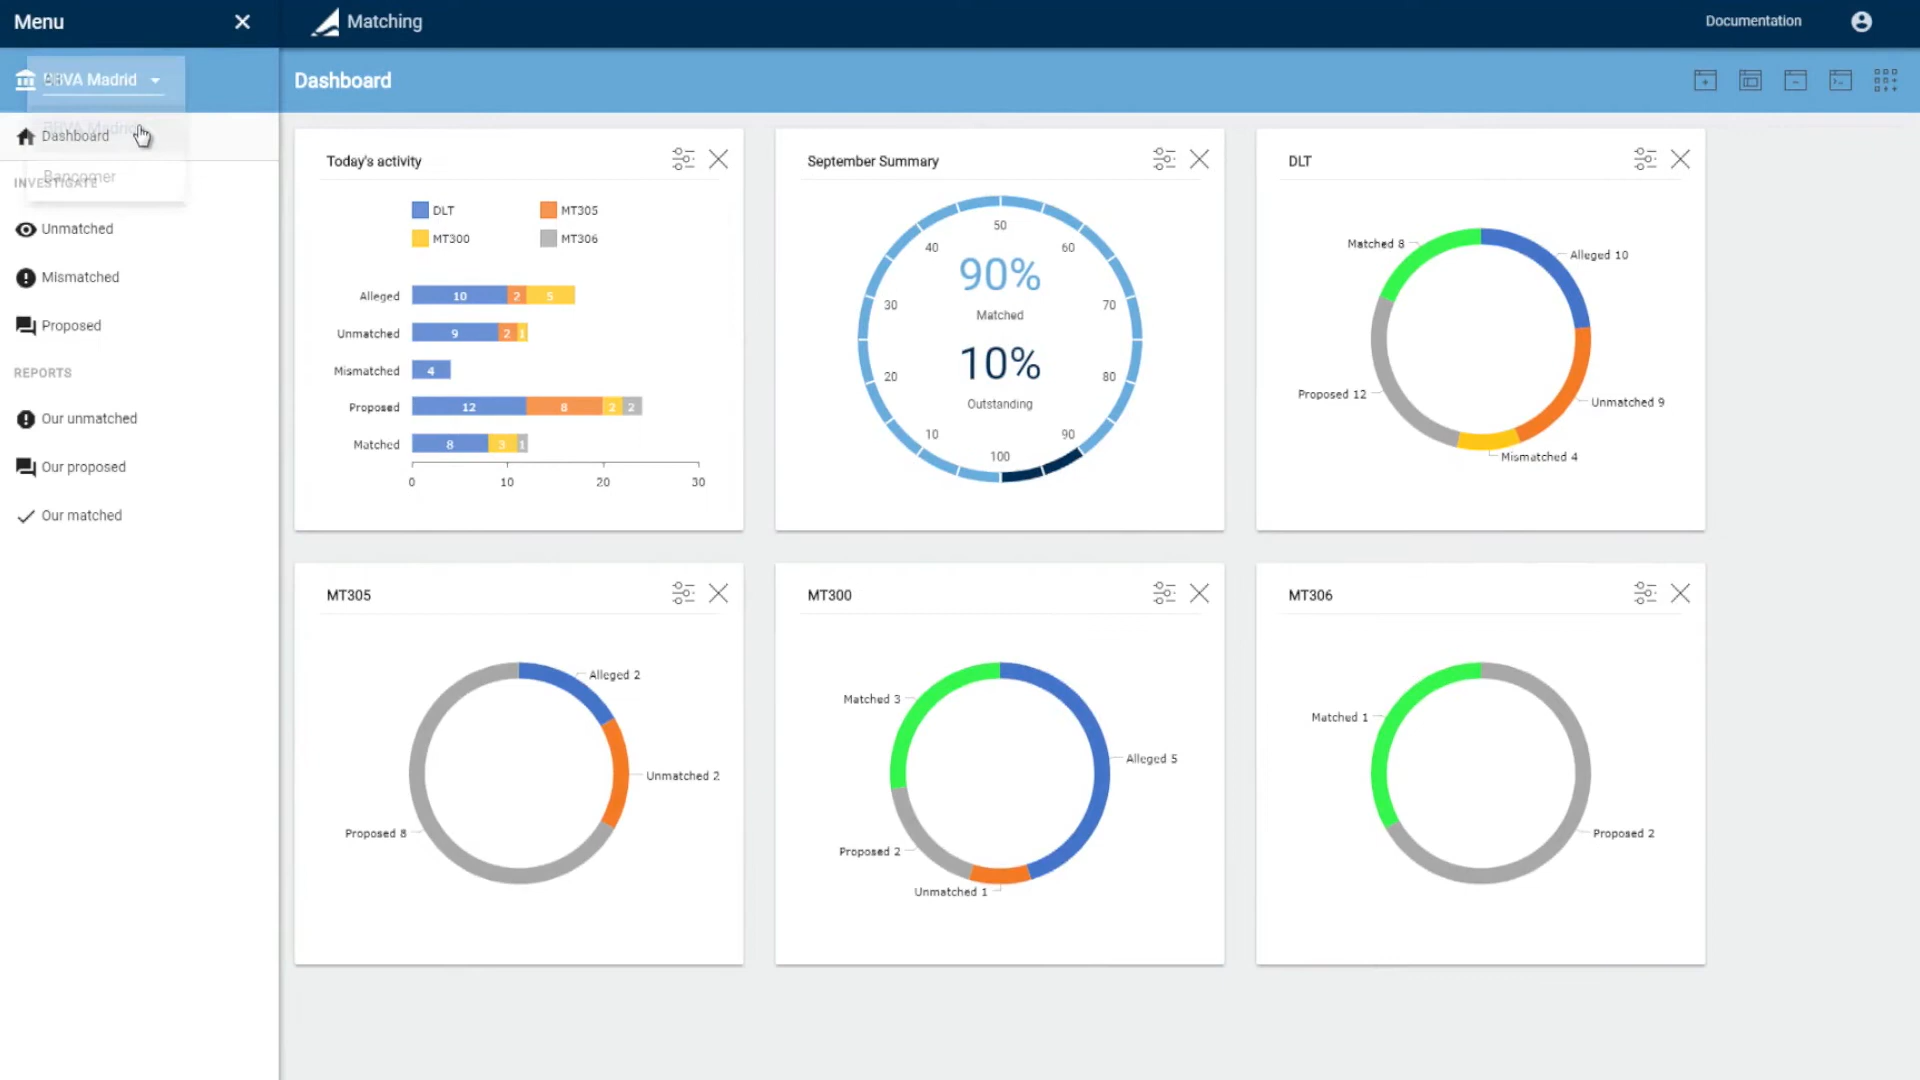 Menu
Matching
Documentation
BBVA Madrid
Dashboard
BBVA Madrid
Dashboard
Bancomer
INVESTIGATE
Unmatched
Mismatched
Proposed
REPORTS
Our unmatched
Our proposed
Our matched
Today's activity
DLT
MT305
MT300
MT306
Alleged
10
2
5
Unmatched
9
2
1
Mismatched
4
Proposed
12
8
2
2
Matched
8
3
1
0
10
20
30
September Summary
50
40
60
90%
30
70
Matched
10%
20
80
Outstanding
10
90
100
DLT
Matched 8
Alleged 10
Proposed 12
Unmatched 9
Mismatched 4
MT305
Alleged 2
Unmatched 2
Proposed 8
MT300
Matched 3
Alleged 5
Proposed 2
Unmatched 1
MT306
Matched 1
Proposed 2